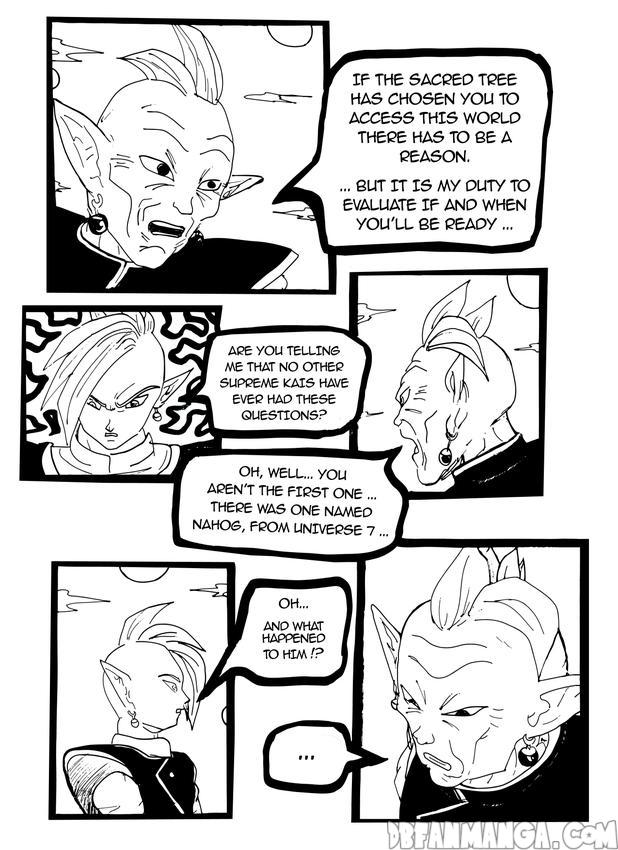 IF THE SACRED TREE
HAS CHOSEN YOU TO
ACCESS THIS WORLD
THERE HAS TO BE A
REASON.
... BUT IT IS MY DUTY TO
EVALUATE IF AND WHEN
YOU'LL BE READY ...
ARE YOU TELLING
ME THAT NO OTHER
SUPREME KAIS HAVE
EVER HAD THESE
QUESTIONS?
OH, WELL... YOU
AREN'T THE FIRST ONE ...
THERE WAS ONE NAMED
NAHOG, FROM UNIVERSE 7 ...
OH...
AND WHAT
HAPPENED
TO HIM !?
...
DBFANMANGA.COM